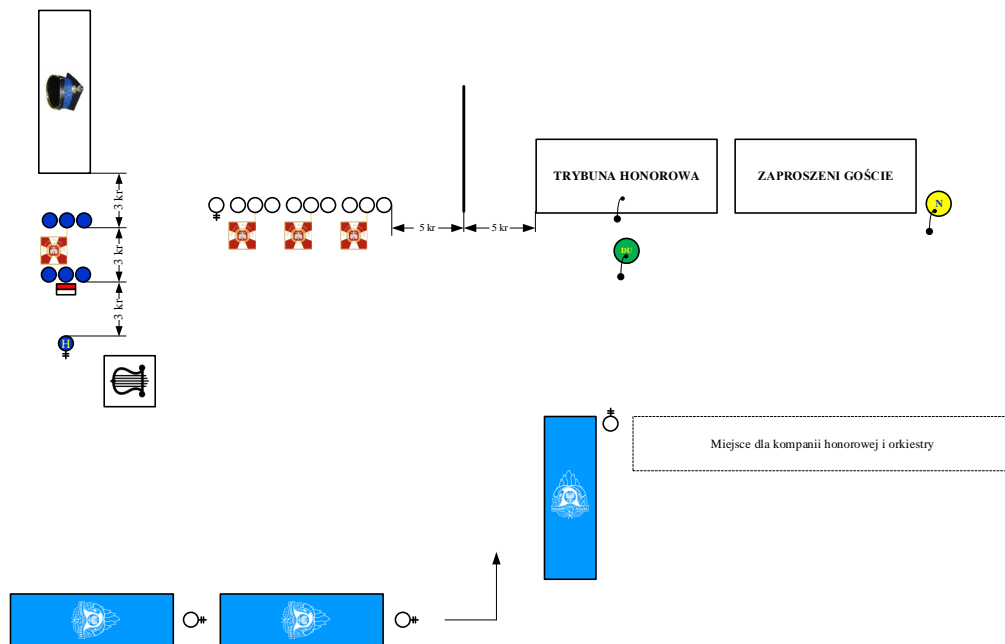 3 kr
3 kr
3 kr
H
5 kr
5 kr
TRYBUNA HONOROWA
ZAPROSZENI GOŚCIE
N
DU
Miejsce dla kompanii honorowej i orkiestry